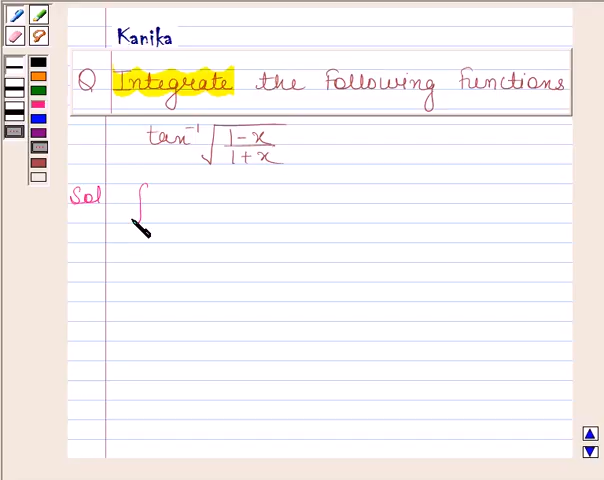 Kanika
Q Integrate the Following Functions
tan⁻¹ √((1-x)/(1+x))
Sol ∫